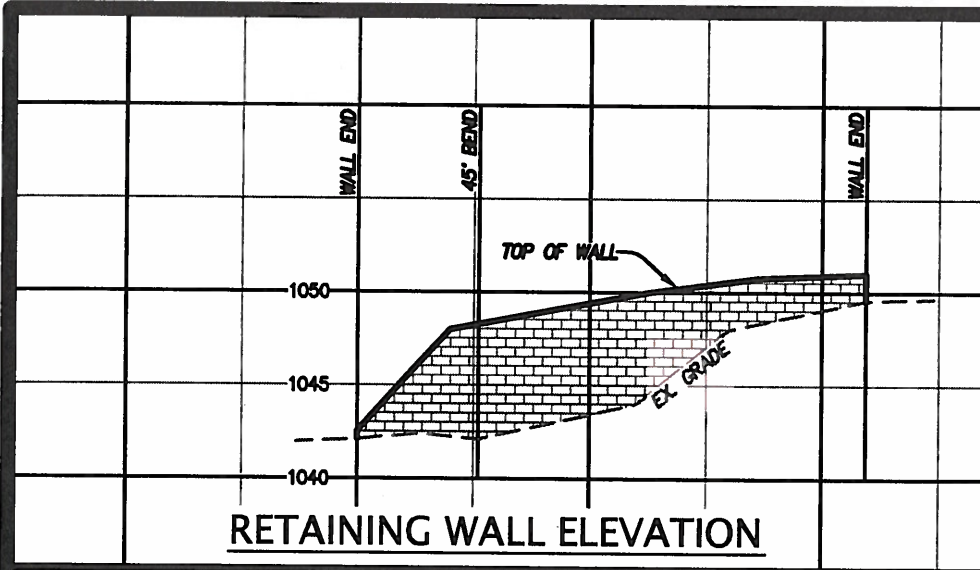 WALL END
45° BEND
WALL END
TOP OF WALL
1050
EX. GRADE
1045
1040
RETAINING WALL ELEVATION